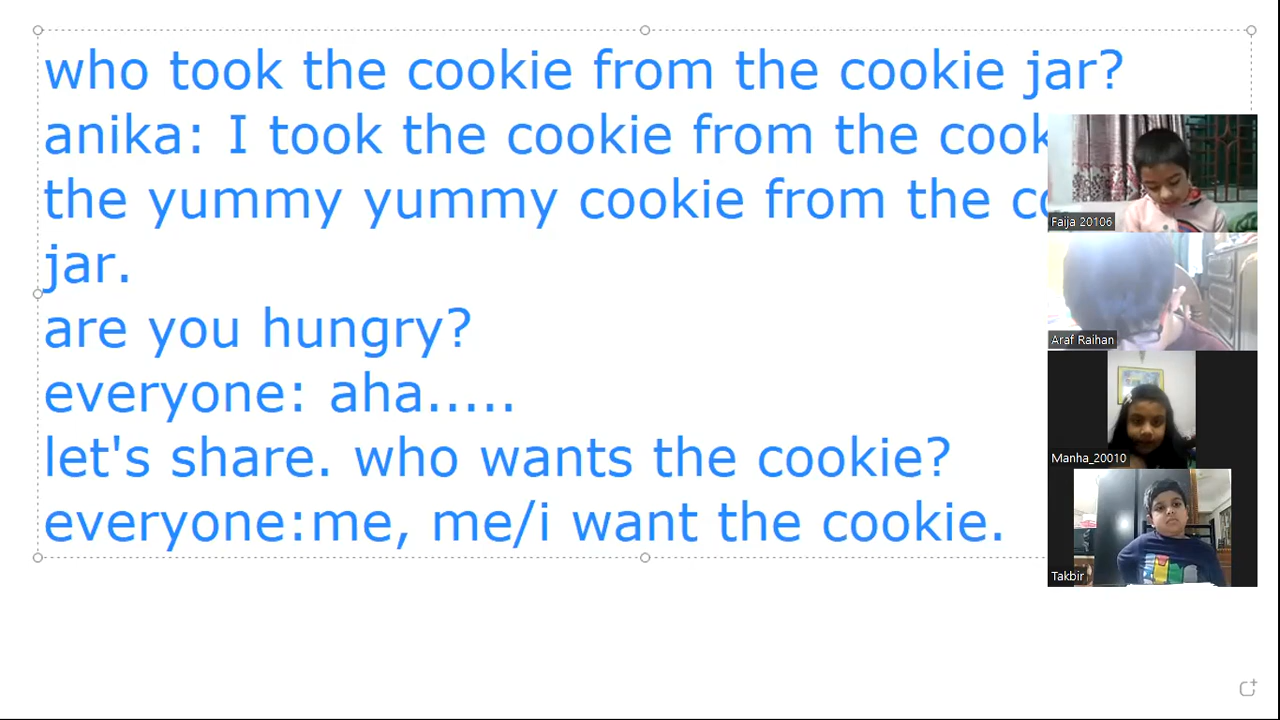 who took the cookie from the cookie jar?
anika: I took the cookie from the
the yummy yummy cookie from the
jar.
are you hungry?
everyone: aha.....
let's share. who wants the cookie?
everyone:me, me/i want the cookie.
Faija 20106
Araf Raihan
Manha_20010
Takbir